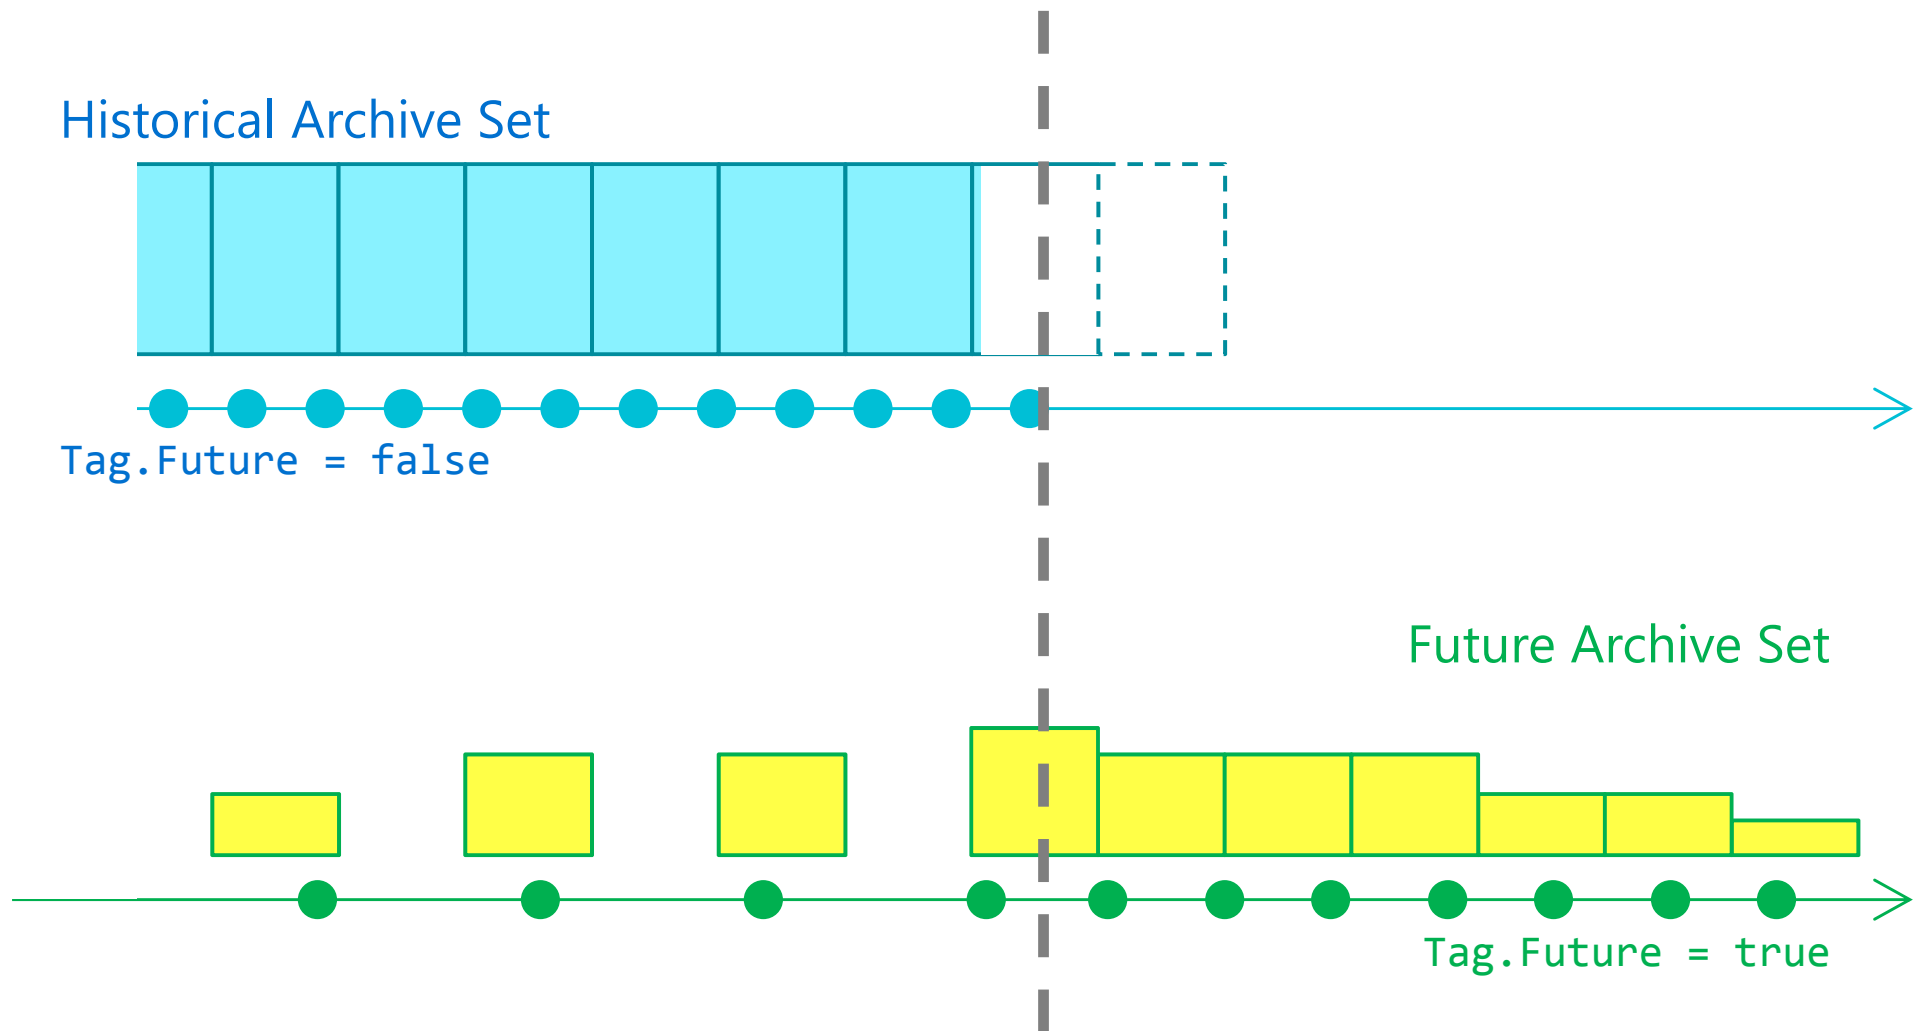 Historical Archive Set
Tag.Future = false
Future Archive Set
Tag.Future = true